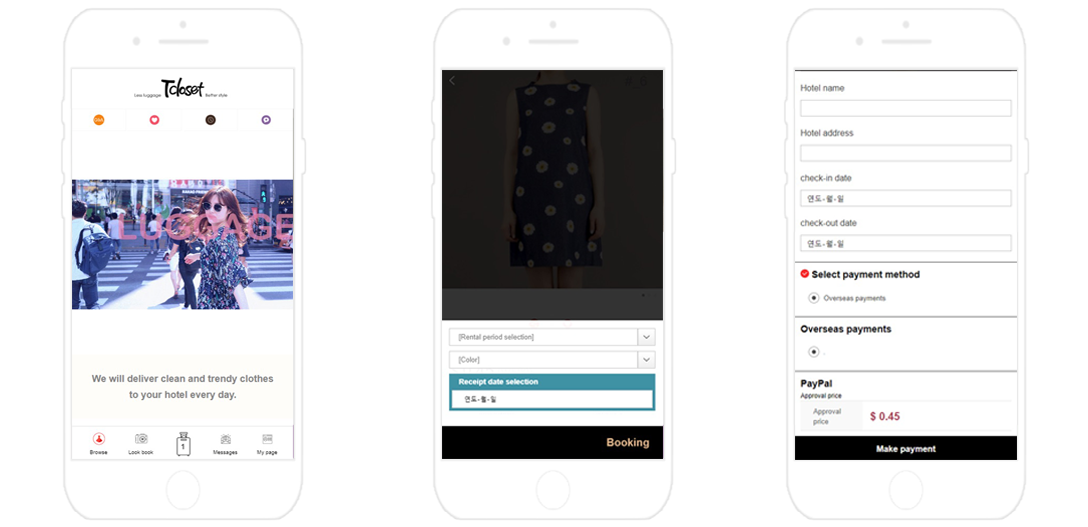 Less luggage Tcloset Better style
LUGGAGE
We will deliver clean and trendy clothes
to your hotel every day.
1
Browse
Look book
Messages
My page
[Rental period selection]
[Color]
Receipt date selection
연도-월-일
Booking
Hotel name
Hotel address
check-in date
연도-월-일
check-out date
연도-월-일
Select payment method
Overseas payments
Overseas payments
PayPal
Approval price
Approval
price
$ 0.45
Make payment